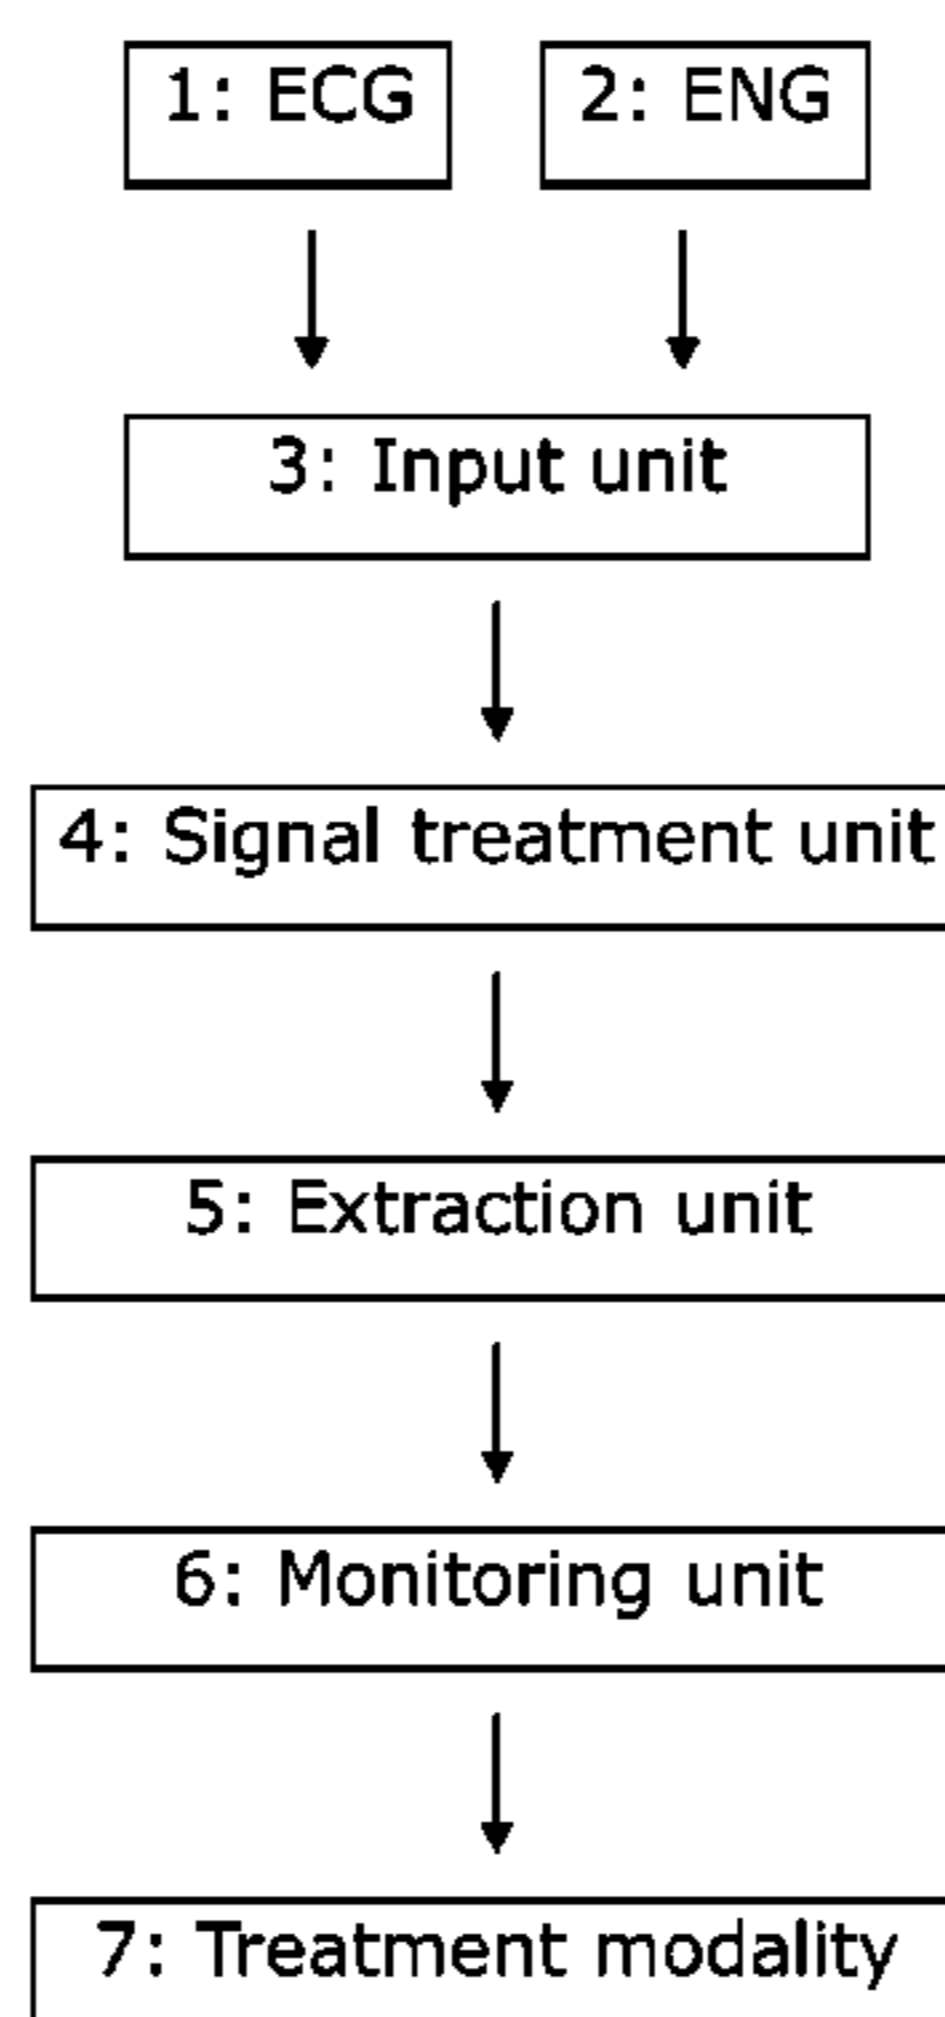 1: ECG
2: ENG
3: Input unit
4: Signal treatment unit
5: Extraction unit
6: Monitoring unit
7: Treatment modality